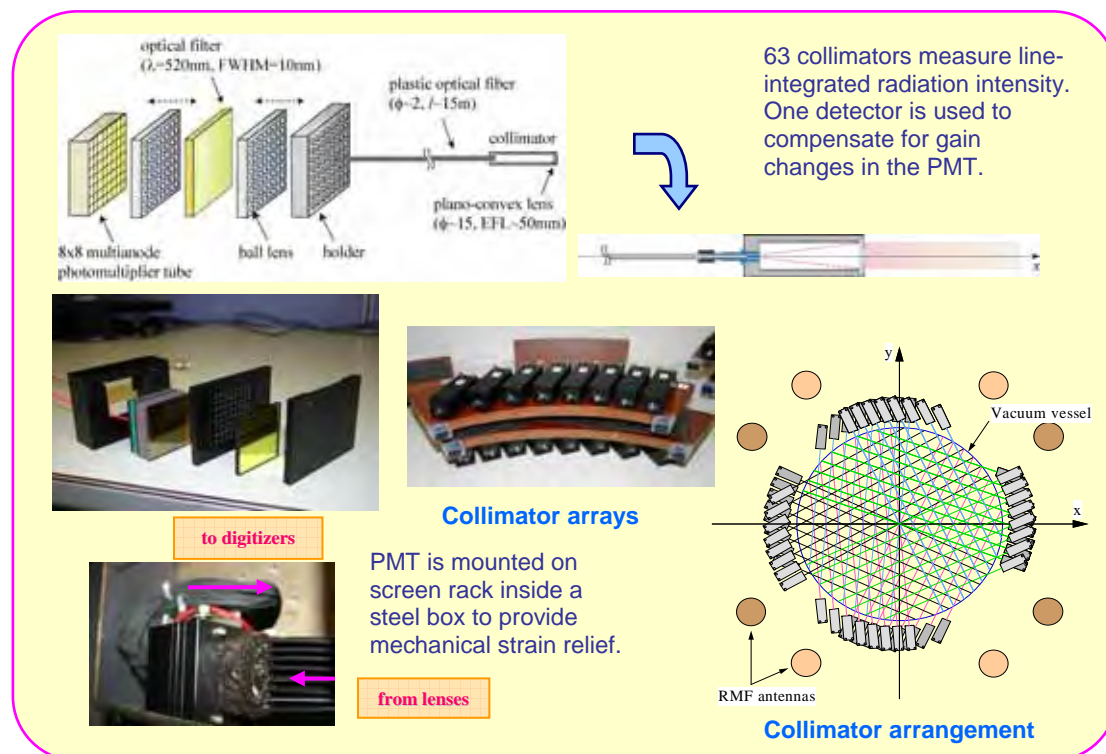 optical filter
(λ=520nm, FWHM=10nm)
plastic optical fiber
(ϕ~2, l~15m)
collimator
plano-convex lens
(ϕ~15, EFL~50mm)
8x8 multianode
photomultiplier tube
ball lens
holder
63 collimators measure line-
integrated radiation intensity.
One detector is used to
compensate for gain
changes in the PMT.
x
Collimator arrays
to digitizers
PMT is mounted on
screen rack inside a
steel box to provide
mechanical strain relief.
from lenses
y
Vacuum vessel
x
RMF antennas
Collimator arrangement